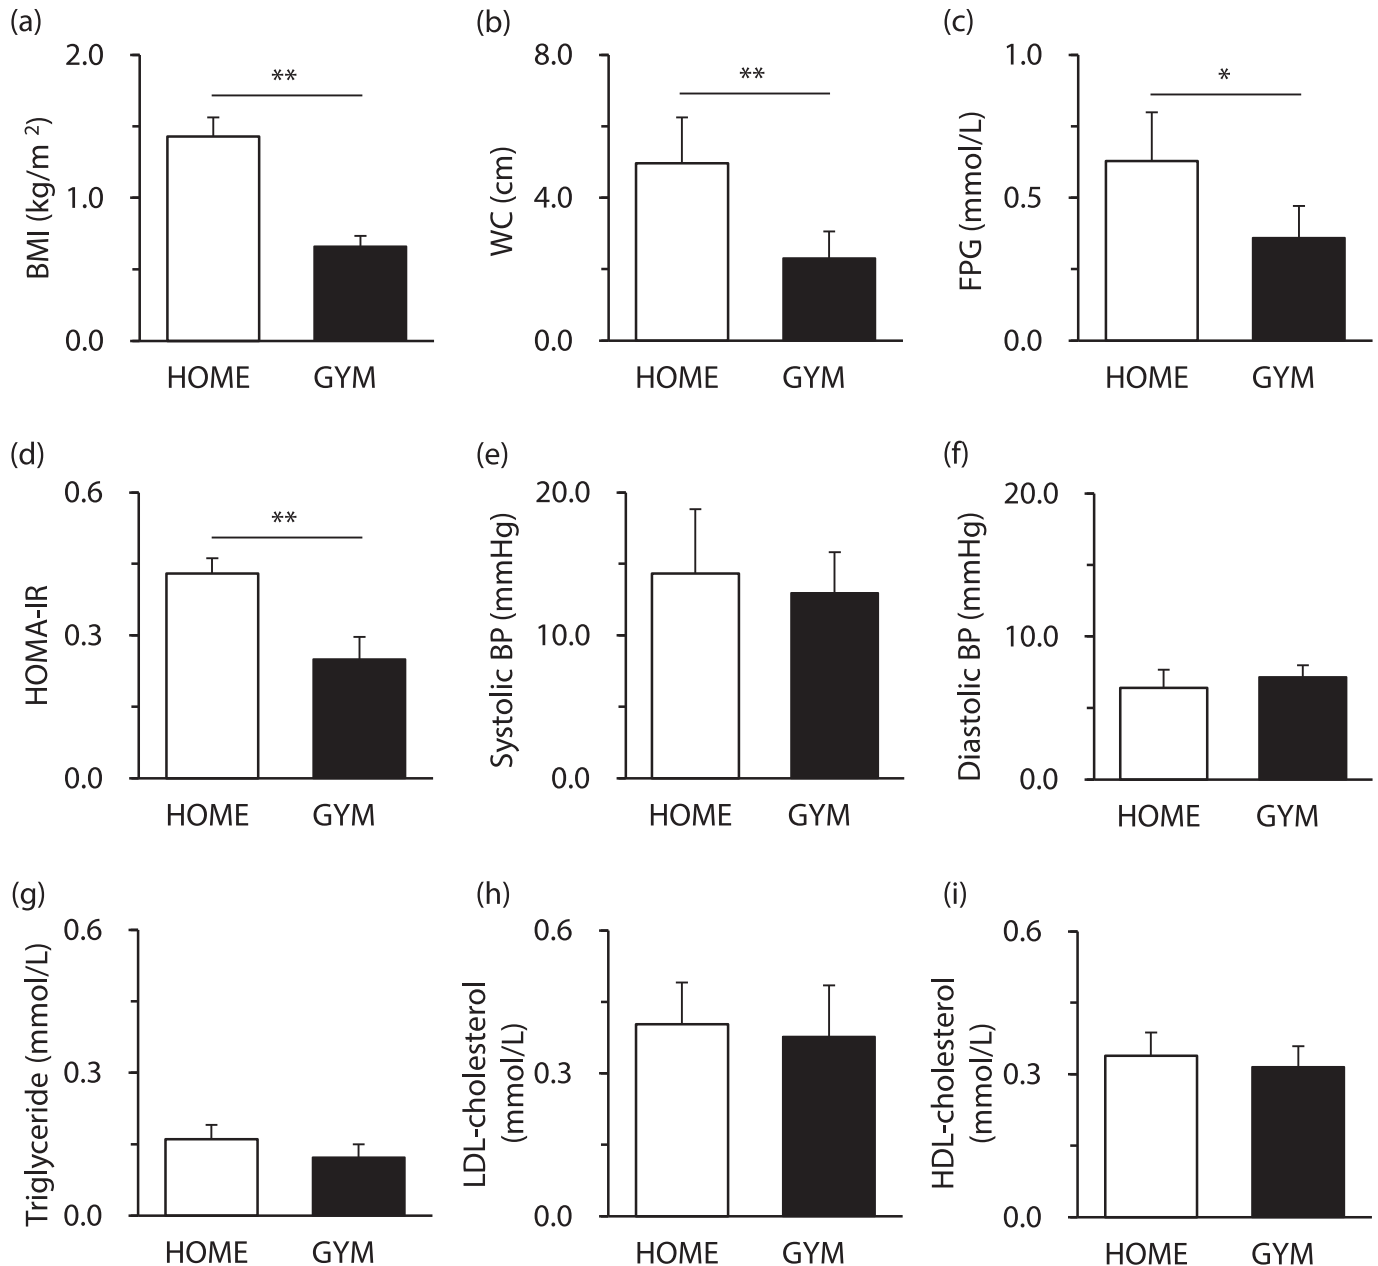 (a)
BMI (kg/m 2)
2.0
1.0
0.0
**
HOME GYM
(b)
WC (cm)
8.0
4.0
0.0
**
HOME GYM
(c)
FPG (mmol/L)
1.0
0.5
0.0
*
HOME GYM
(d)
HOMA-IR
0.6
0.3
0.0
**
HOME GYM
(e)
Systolic BP (mmHg)
20.0
10.0
0.0
HOME GYM
(f)
Diastolic BP (mmHg)
20.0
10.0
0.0
HOME GYM
(g)
Triglyceride (mmol/L)
0.6
0.3
0.0
HOME GYM
(h)
LDL-cholesterol
(mmol/L)
0.6
0.3
0.0
HOME GYM
(i)
HDL-cholesterol
(mmol/L)
0.6
0.3
0.0
HOME GYM